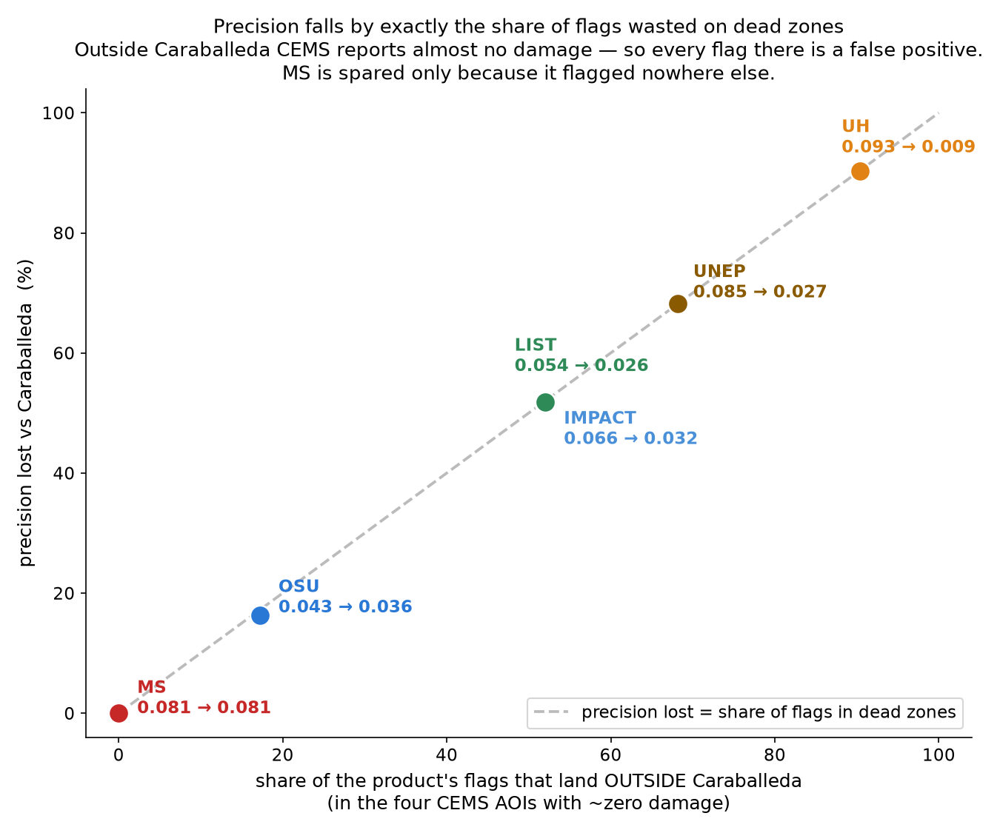 Precision falls by exactly the share of flags wasted on dead zones
Outside Caraballeda CEMS reports almost no damage — so every flag there is a false positive.
MS is spared only because it flagged nowhere else.
precision lost vs Caraballeda (%)
100
80
60
40
20
0
UH
0.093 → 0.009
UNEP
0.085 → 0.027
LIST
0.054 → 0.026
IMPACT
0.066 → 0.032
OSU
0.043 → 0.036
MS
0.081 → 0.081
precision lost = share of flags in dead zones
0 20 40 60 80 100
share of the product's flags that land OUTSIDE Caraballeda
(in the four CEMS AOIs with ~zero damage)